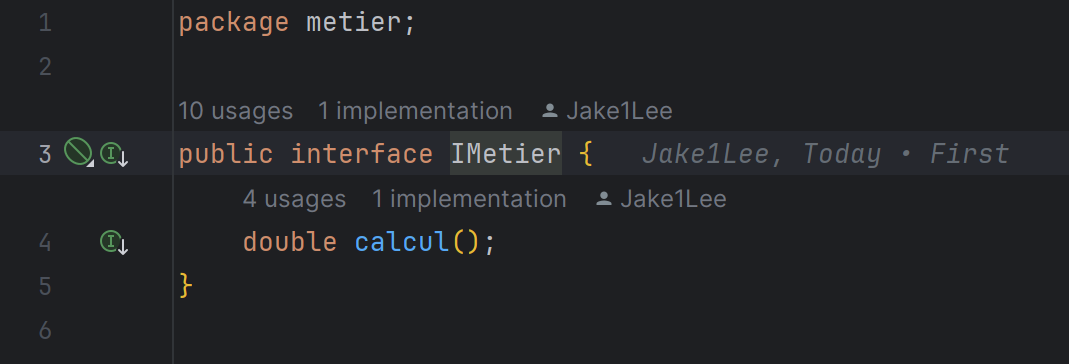 1 package metier;
2
10 usages 1 implementation Jake1Lee
3 public interface IMetier { Jake1Lee, Today • First
4 usages 1 implementation Jake1Lee
4 double calcul();
5 }
6